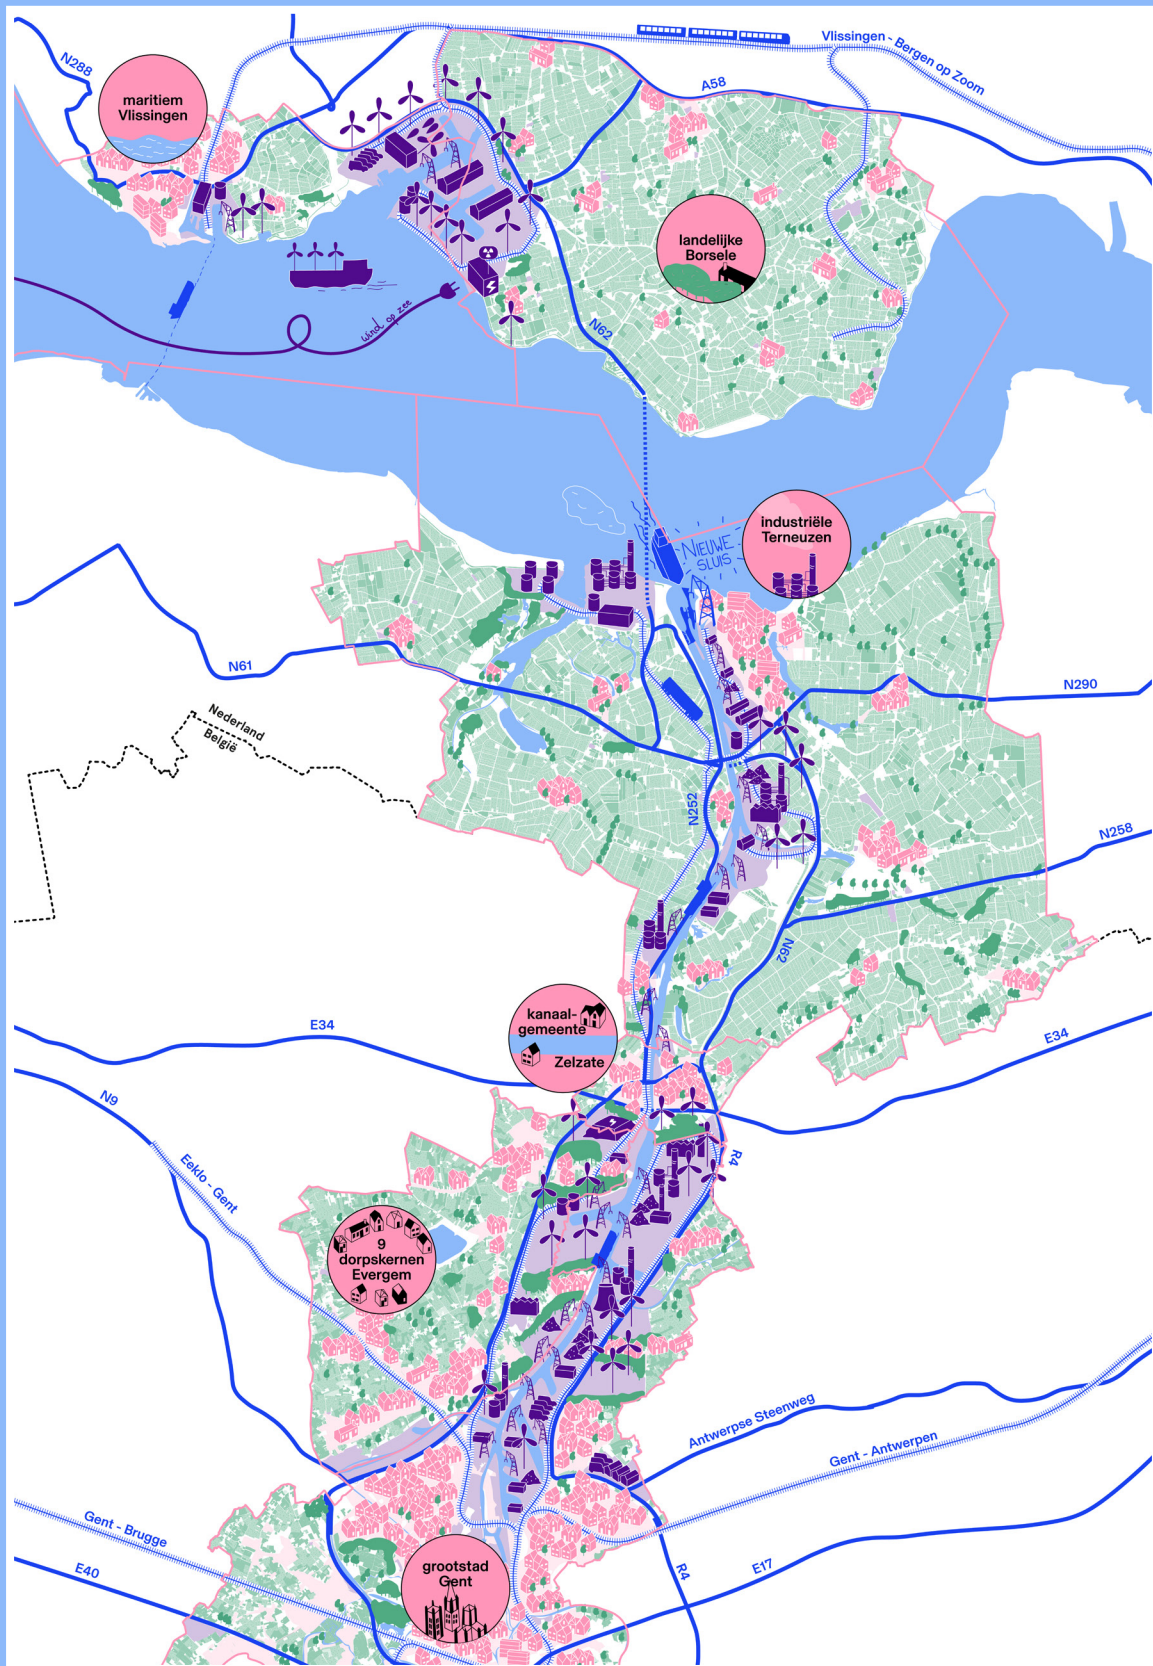 Vlissingen - Bergen op Zoom
N288
A58
maritiem
Vlissingen
landelijke
Borsele
wind op zee
N62
industriële
Terneuzen
NIEUWE
SLUIS
N61
N290
Nederland
België
N252
N258
N62
kanaal-
gemeente
Zelzate
E34
E34
N9
R4
Eeklo - Gent
9
dorpskernen
Evergem
Antwerpse Steenweg
Gent - Antwerpen
Gent - Brugge
grootstad
Gent
E40
R4
E17